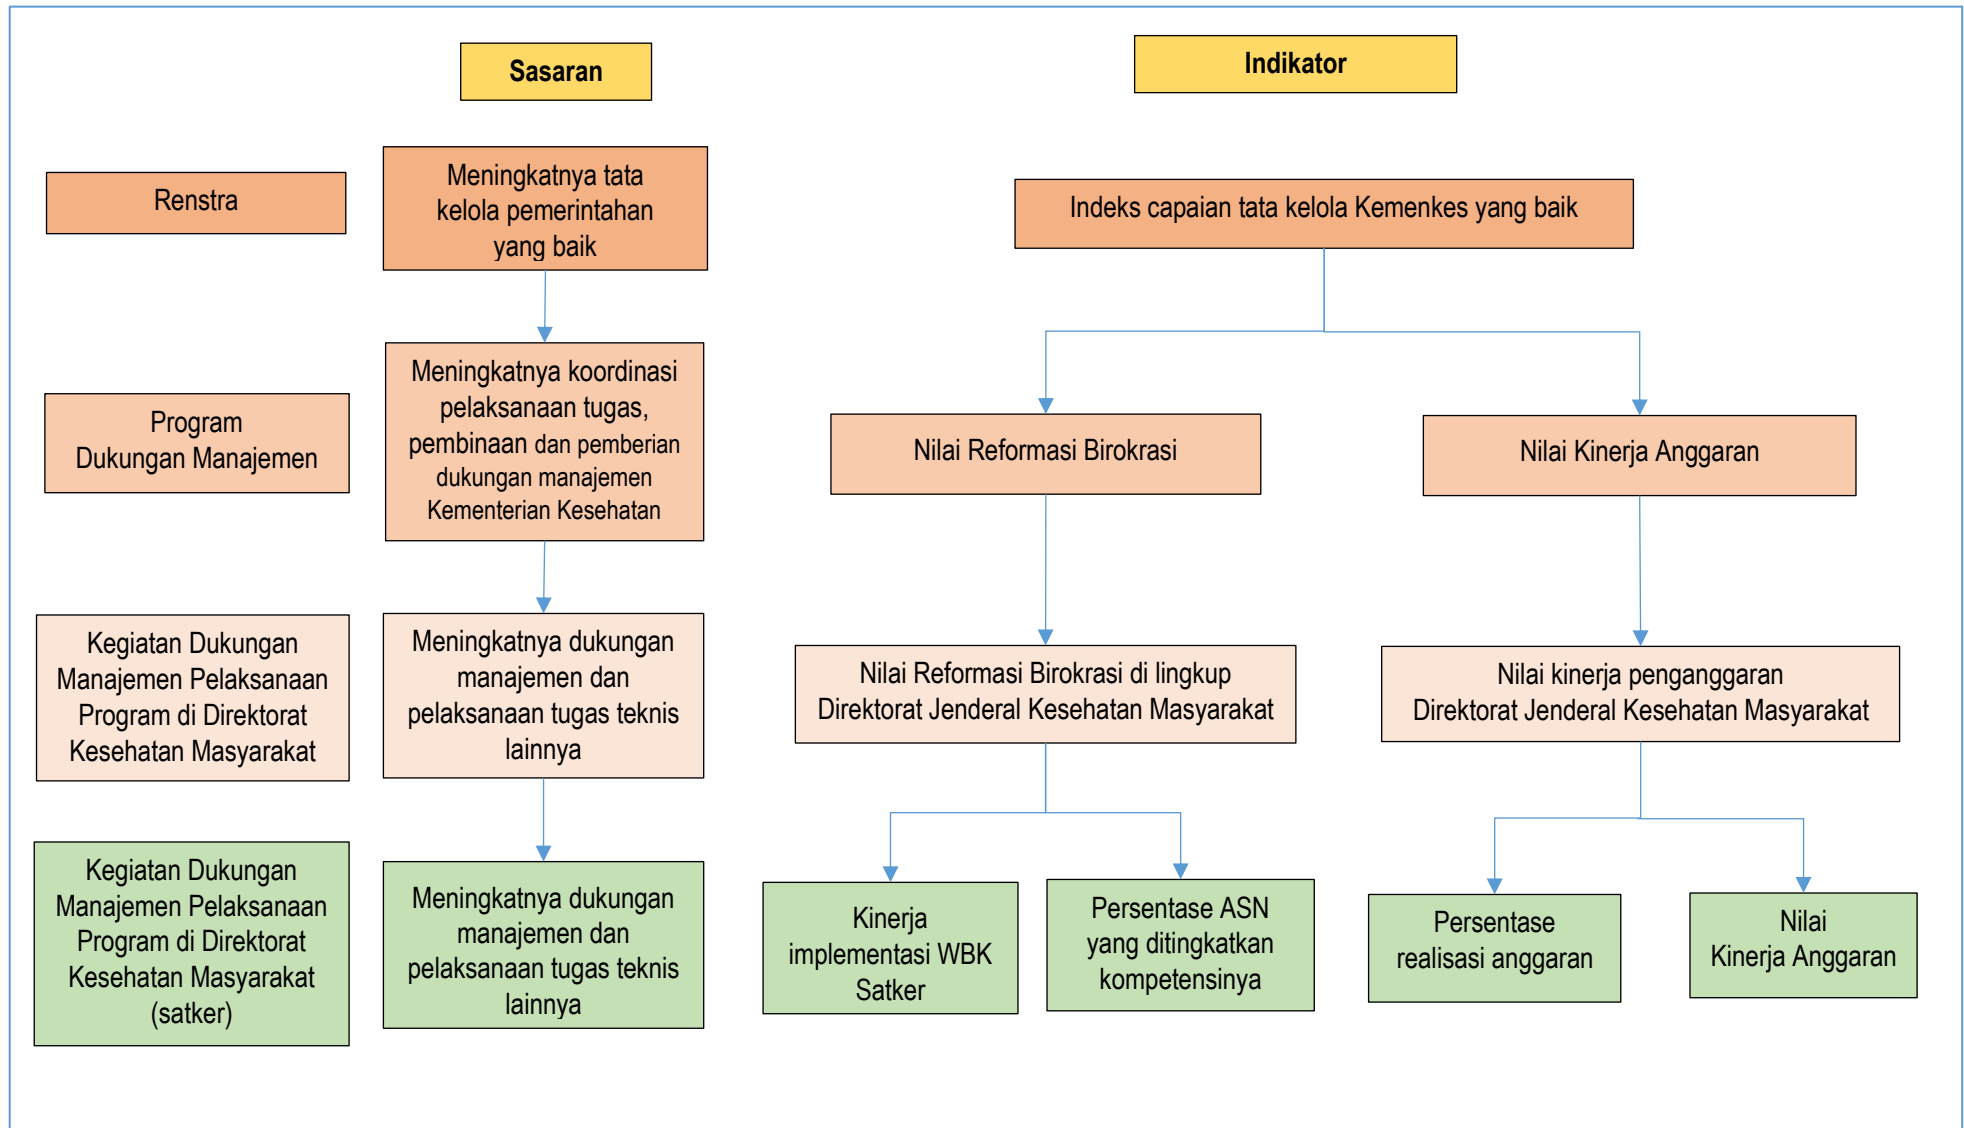 Sasaran
Indikator
Renstra
Meningkatnya tata
kelola pemerintahan
yang baik
Indeks capaian tata kelola Kemenkes yang baik
Program
Dukungan Manajemen
Meningkatnya koordinasi
pelaksanaan tugas,
pembinaan dan pemberian
dukungan manajemen
Kementerian Kesehatan
Nilai Reformasi Birokrasi
Nilai Kinerja Anggaran
Kegiatan Dukungan
Manajemen Pelaksanaan
Program di Direktorat
Kesehatan Masyarakat
Meningkatnya dukungan
manajemen dan
pelaksanaan tugas teknis
lainnya
Nilai Reformasi Birokrasi di lingkup
Direktorat Jenderal Kesehatan Masyarakat
Nilai kinerja penganggaran
Direktorat Jenderal Kesehatan Masyarakat
Kegiatan Dukungan
Manajemen Pelaksanaan
Program di Direktorat
Kesehatan Masyarakat
(satker)
Meningkatnya dukungan
manajemen dan
pelaksanaan tugas teknis
lainnya
Kinerja
implementasi WBK
Satker
Persentase ASN
yang ditingkatkan
kompetensinya
Persentase
realisasi anggaran
Nilai
Kinerja Anggaran